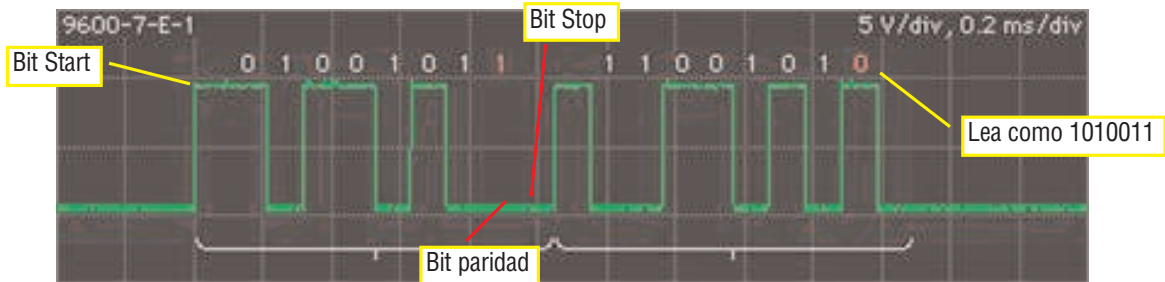 9600-7-E-1
5 V/div, 0.2 ms/div
Bit Stop
Bit Start
0 1 0 0 1 0 1 1
1 1 0 0 1 0 1 0
Lea como 1010011
Bit paridad